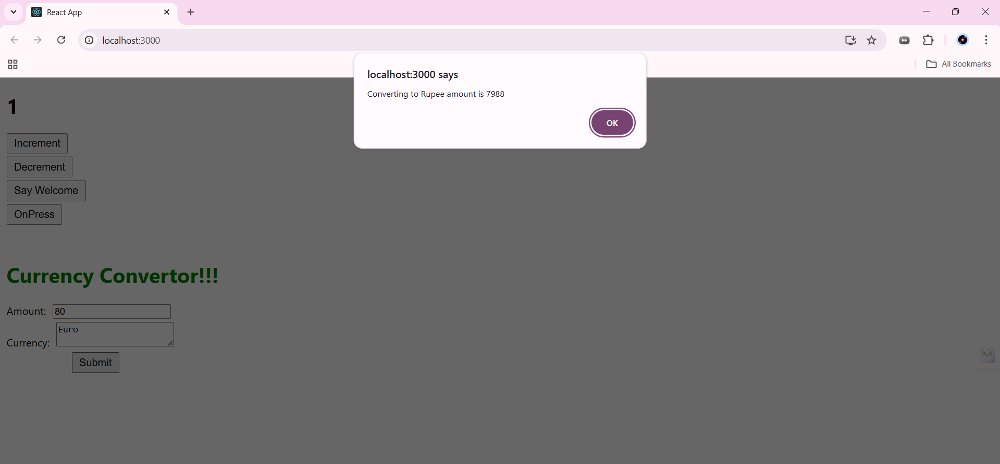 React App
localhost:3000
All Bookmarks
localhost:3000 says
Converting to Rupee amount is 7988
OK
1
Increment
Decrement
Say Welcome
OnPress
Currency Convertor!!!
Amount: 80
Currency: Euro
Submit